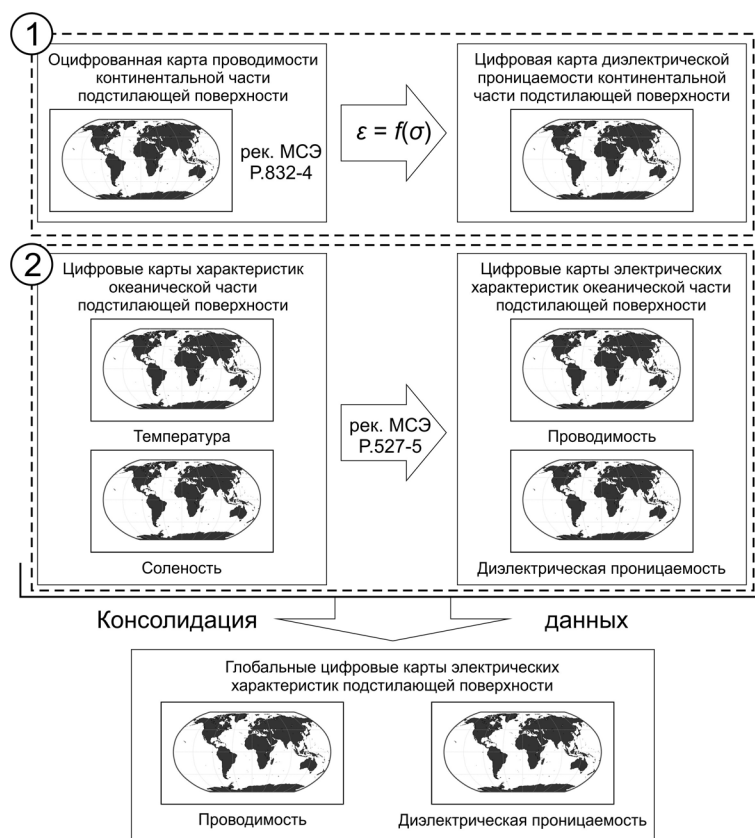 1
Оцифрованная карта проводимости
континентальной части
подстилающей поверхности
рек. МСЭ
P.832-4
ε = f(σ)
Цифровая карта диэлектрической
проницаемости континентальной
части подстилающей поверхности
2
Цифровые карты характеристик
океанической части
подстилающей поверхности
Температура
Соленость
рек. МСЭ
P.527-5
Цифровые карты электрических
характеристик океанической части
подстилающей поверхности
Проводимость
Диэлектрическая проницаемость
Консолидация данных
Глобальные цифровые карты электрических
характеристик подстилающей поверхности
Проводимость
Диэлектрическая проницаемость